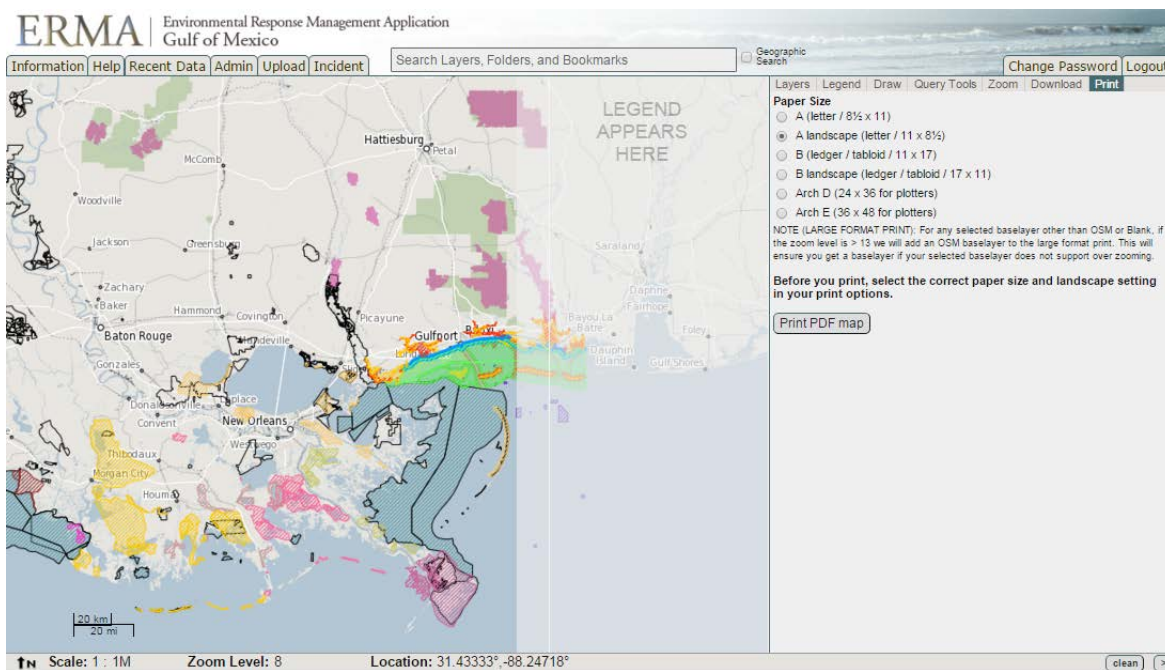 ERMA
Environmental Response Management Application
Gulf of Mexico
Information Help Recent Data Admin Upload Incident
Search Layers, Folders, and Bookmarks
Geographic
Search
Change Password Logout
Layers Legend Draw Query Tools Zoom Download Print
Paper Size
A (letter / 8½ x 11)
A landscape (letter / 11 x 8½)
B (ledger / tabloid / 11 x 17)
B landscape (ledger / tabloid / 17 x 11)
Arch D (24 x 36 for plotters)
Arch E (36 x 48 for plotters)
NOTE (LARGE FORMAT PRINT): For any selected baselayer other than OSM or Blank, if
the zoom level is > 13 we will add an OSM baselayer to the large format print. This will
ensure you get a baselayer if your selected baselayer does not support over zooming.
Before you print, select the correct paper size and landscape setting
in your print options.
Print PDF map
LEGEND
APPEARS
HERE
Hattiesburg
Petal
McComb
Woodville
Jackson
Greensburg
Saraland
Zachary
Baker
Hammond
Covington
Picayune
Daphne
Fairhope
Baton Rouge
Gulfport
Bayou La
Batre
Foley
Gonzales
Dauphin
Island
Gulf Shores
Convent
New Orleans
Thibodaux
Morgan City
20 km
20 mi
N Scale: 1 : 1M Zoom Level: 8 Location: 31.43333°,-88.24718°
clean